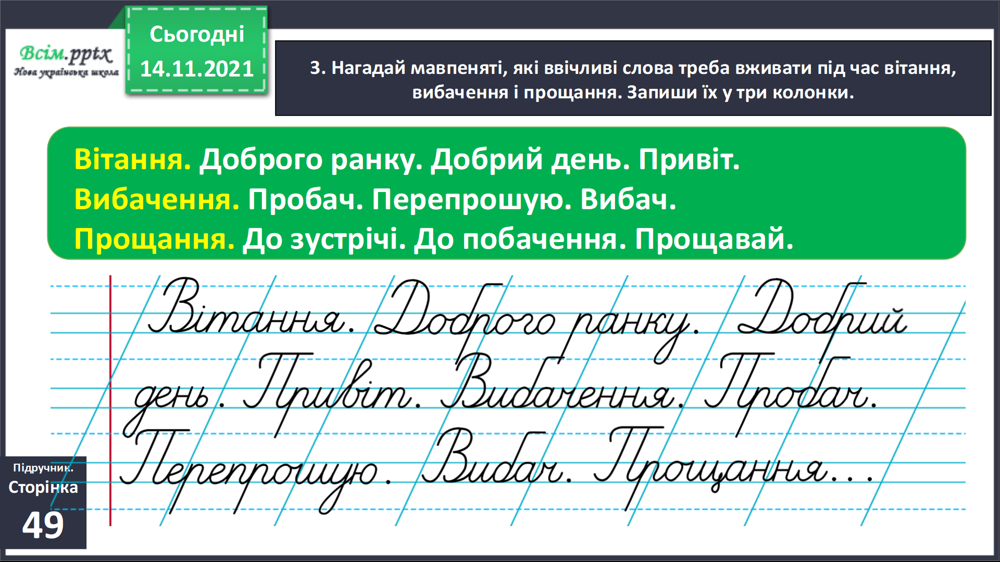 Всім.pptx
Нова українська школа
Сьогодні
14.11.2021
3. Нагадай мавпеняті, які ввічливі слова треба вживати під час вітання,
вибачення і прощання. Запиши їх у три колонки.
Вітання. Доброго ранку. Добрий день. Привіт.
Вибачення. Пробач. Перепрошую. Вибач.
Прощання. До зустрічі. До побачення. Прощавай.
Вітання. Доброго ранку. Добрий
день. Привіт. Вибачення. Пробач.
Перепрошую. Вибач. Прощання...
Підручник.
Сторінка
49